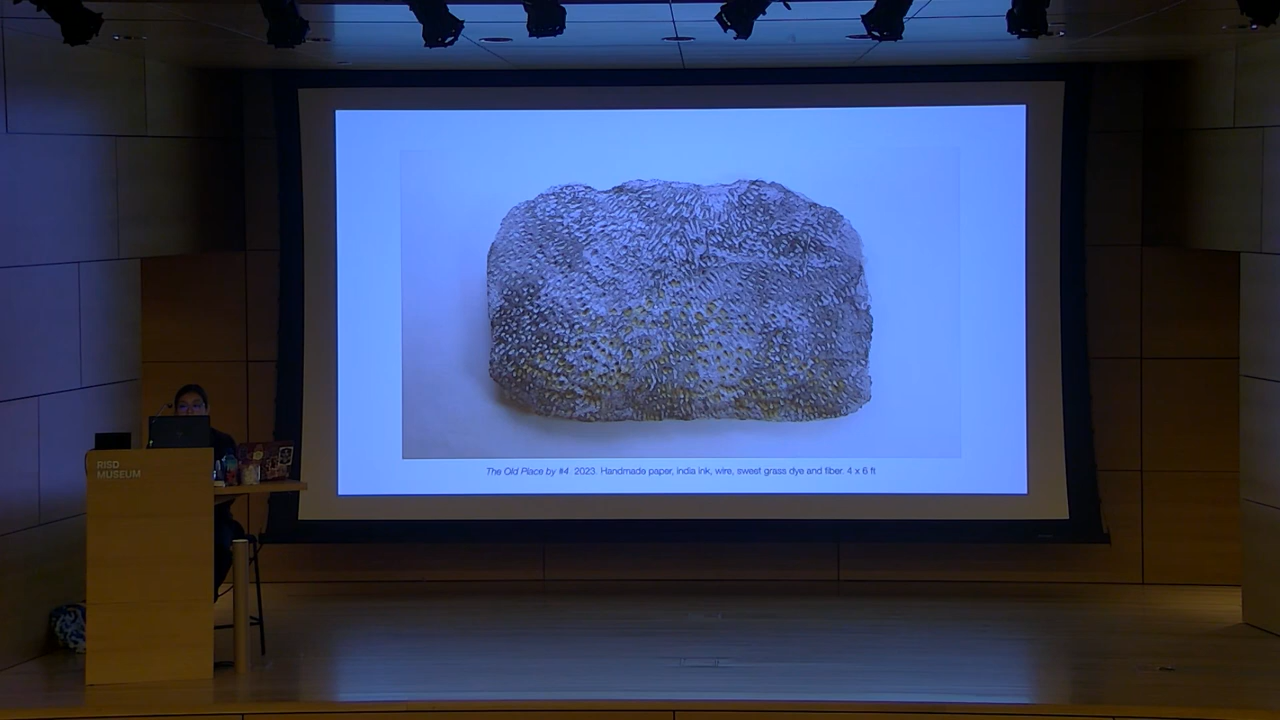 RISD
MUSEUM
The Old Place by #4. 2023. Handmade paper, india ink, wire, sweet grass dye and fiber. 4 x 6 ft